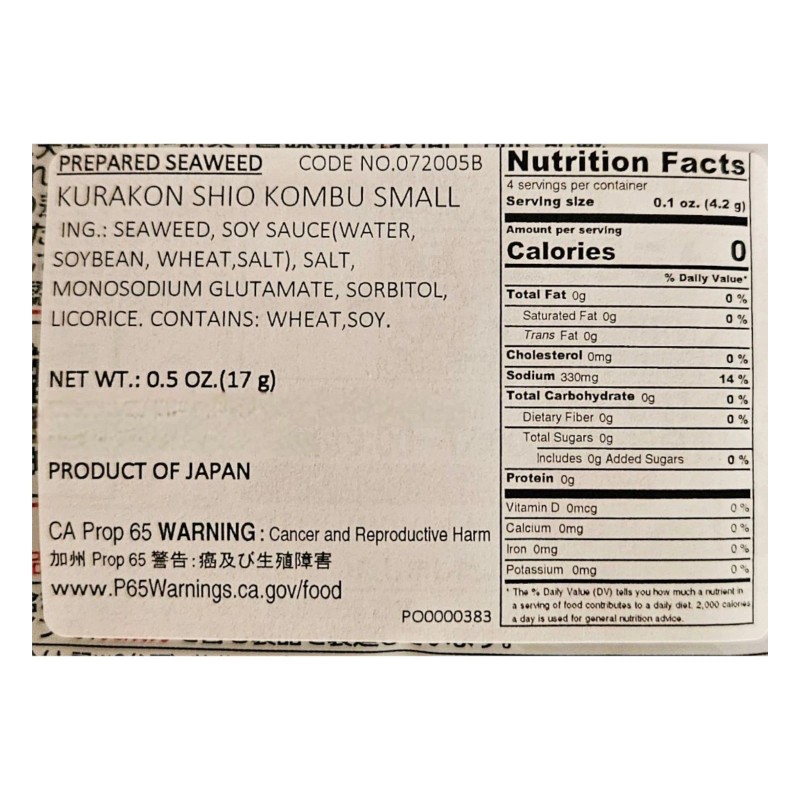 PREPARED SEAWEED CODE NO.072005B
KURAKON SHIO KOMBU SMALL
ING.: SEAWEED, SOY SAUCE(WATER,
SOYBEAN, WHEAT,SALT), SALT,
MONOSODIUM GLUTAMATE, SORBITOL,
LICORICE. CONTAINS: WHEAT,SOY.
NET WT.: 0.5 OZ.(17 g)
PRODUCT OF JAPAN
CA Prop 65 WARNING : Cancer and Reproductive Harm
加州 Prop 65 警告 : 癌及び生殖障害
www.P65Warnings.ca.gov/food
PO0000383
Nutrition Facts
4 servings per container
Serving size 0.1 oz. (4.2 g)
Amount per serving
Calories 0
% Daily Value*
Total Fat 0g 0 %
Saturated Fat 0g 0 %
Trans Fat 0g
Cholesterol 0mg 0 %
Sodium 330mg 14 %
Total Carbohydrate 0g 0 %
Dietary Fiber 0g 0 %
Total Sugars 0g
Includes 0g Added Sugars 0 %
Protein 0g
Vitamin D 0mcg 0 %
Calcium 0mg 0 %
Iron 0mg 0 %
Potassium 0mg 0 %
* The % Daily Value (DV) tells you how much a nutrient in
a serving of food contributes to a daily diet. 2,000 calories
a day is used for general nutrition advice.